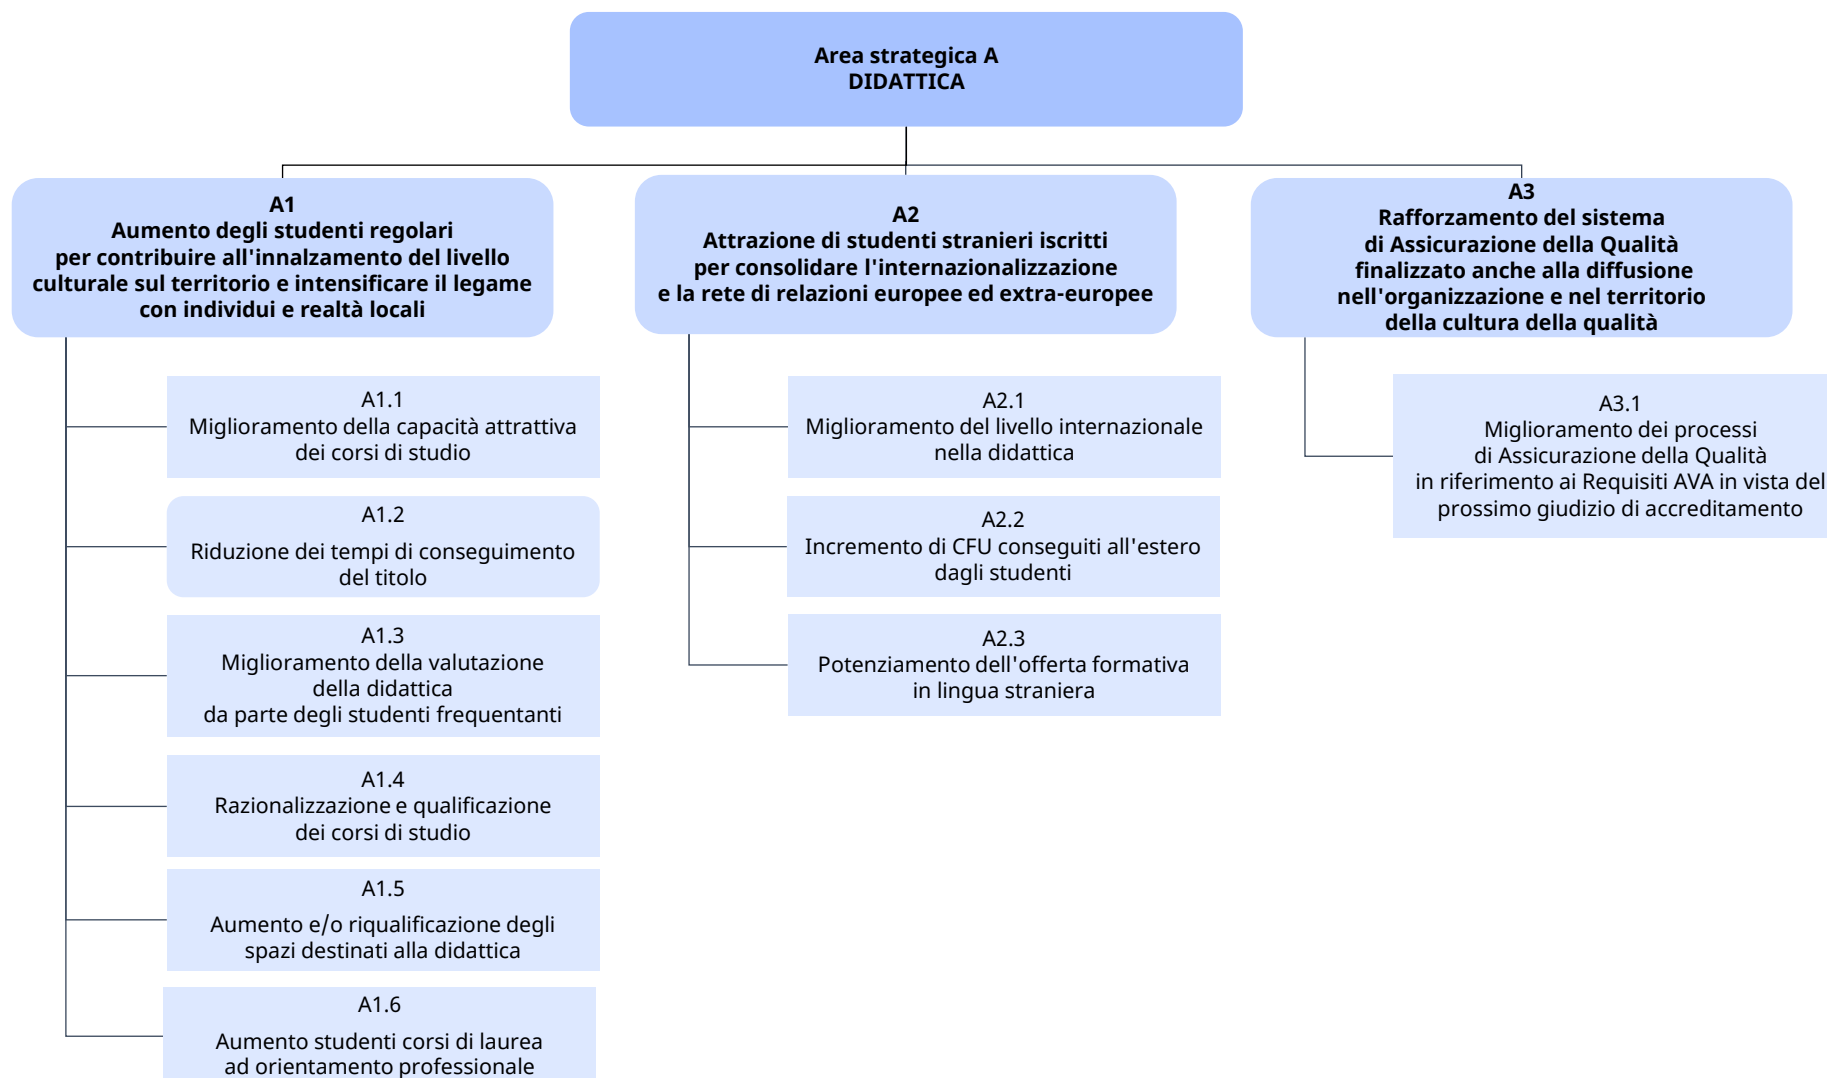 Area strategica A
DIDATTICA
A1
Aumento degli studenti regolari
per contribuire all'innalzamento del livello
culturale sul territorio e intensificare il legame
con individui e realtà locali
A1.1
Miglioramento della capacità attrattiva
dei corsi di studio
A1.2
Riduzione dei tempi di conseguimento
del titolo
A1.3
Miglioramento della valutazione
della didattica
da parte degli studenti frequentanti
A1.4
Razionalizzazione e qualificazione
dei corsi di studio
A1.5
Aumento e/o riqualificazione degli
spazi destinati alla didattica
A1.6
Aumento studenti corsi di laurea
ad orientamento professionale
A2
Attrazione di studenti stranieri iscritti
per consolidare l'internazionalizzazione
e la rete di relazioni europee ed extra-europee
A2.1
Miglioramento del livello internazionale
nella didattica
A2.2
Incremento di CFU conseguiti all'estero
dagli studenti
A2.3
Potenziamento dell'offerta formativa
in lingua straniera
A3
Rafforzamento del sistema
di Assicurazione della Qualità
finalizzato anche alla diffusione
nell'organizzazione e nel territorio
della cultura della qualità
A3.1
Miglioramento dei processi
di Assicurazione della Qualità
in riferimento ai Requisiti AVA in vista del
prossimo giudizio di accreditamento